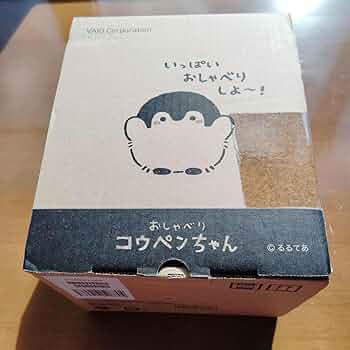 VAIO Corporation
いっぱい
おしゃべり
しよ〜!
おしゃべり
コウペンちゃん
© るるてあ